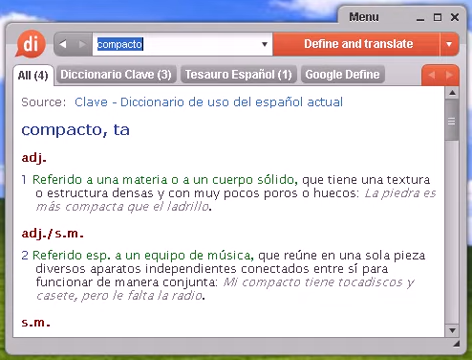 Menu
di
compacto
Define and translate
All (4)
Diccionario Clave (3)
Tesauro Español (1)
Google Define
Source: Clave - Diccionario de uso del español actual
compacto, ta
adj.
1 Referido a una materia o a un cuerpo sólido, que tiene una textura
o estructura densas y con muy pocos poros o huecos: La piedra es
más compacta que el ladrillo.
adj./s.m.
2 Referido esp. a un equipo de música, que reúne en una sola pieza
diversos aparatos independientes conectados entre sí para
funcionar de manera conjunta: Mi compacto tiene tocadiscos y
casete, pero le falta la radio.
s.m.